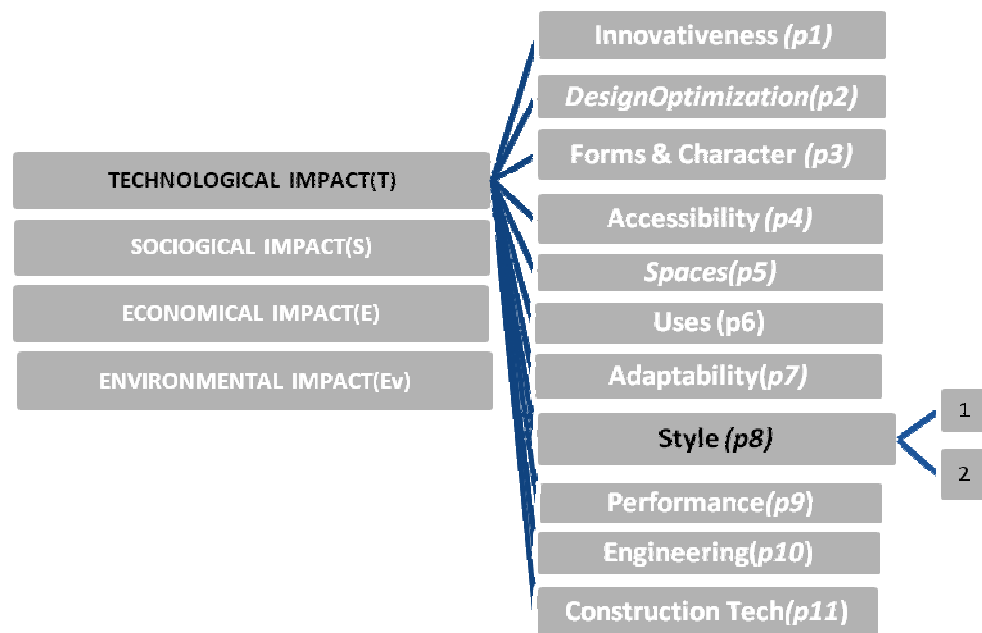 TECHNOLOGICAL IMPACT(T)
SOCIOGICAL IMPACT(S)
ECONOMICAL IMPACT(E)
ENVIRONMENTAL IMPACT(Ev)
Innovativeness (p1)
DesignOptimization(p2)
Forms & Character (p3)
Accessibility (p4)
Spaces(p5)
Uses (p6)
Adaptability(p7)
Style (p8)
Performance(p9)
Engineering(p10)
Construction Tech(p11)
1
2